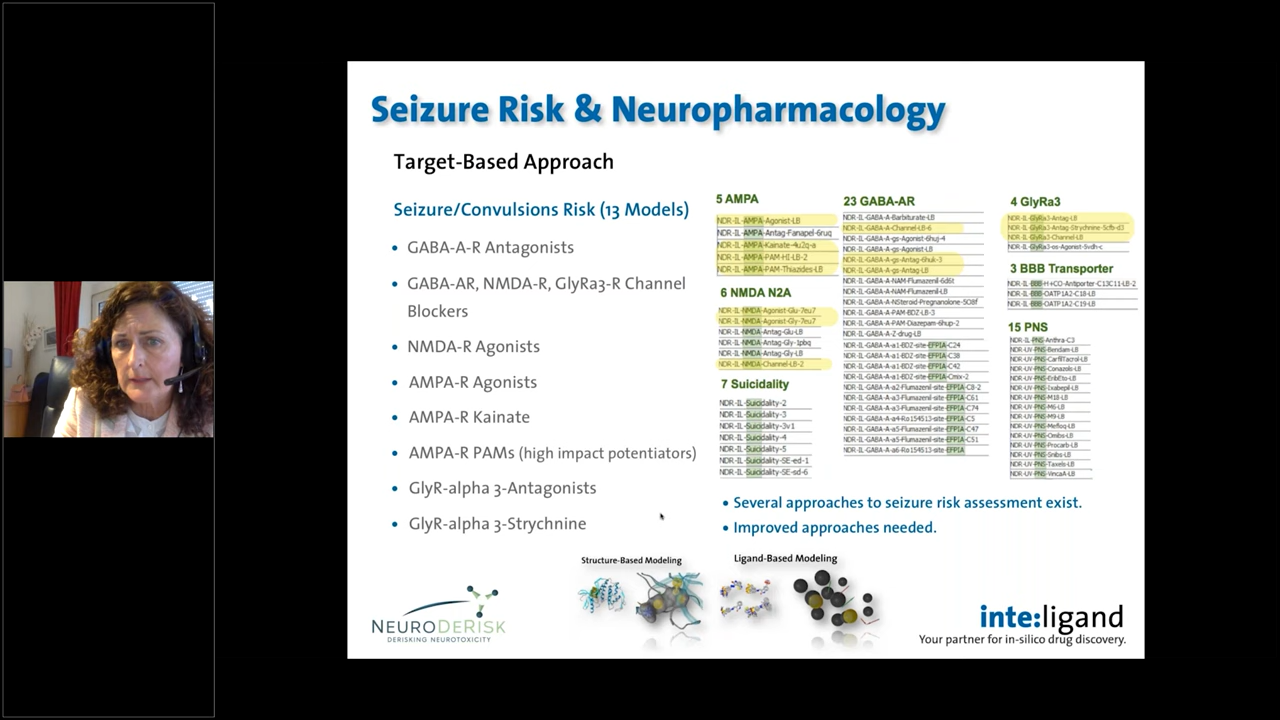 Seizure Risk & Neuropharmacology
Target-Based Approach
Seizure/Convulsions Risk (13 Models)
• GABA-A-R Antagonists
• GABA-AR, NMDA-R, GlyRa3-R Channel
Blockers
• NMDA-R Agonists
• AMPA-R Agonists
• AMPA-R Kainate
• AMPA-R PAMs (high impact potentiators)
• GlyR-alpha 3-Antagonists
• GlyR-alpha 3-Strychnine
5 AMPA
NDR-IL-AMPA-Agonist-LB
NDR-IL-AMPA-Antag-Fanapel-6ruq
NDR-IL-AMPA-Kainate-4u2q-a
NDR-IL-AMPA-PAM-HI-LB-2
NDR-IL-AMPA-PAM-Thiazides-LB
6 NMDA N2A
NDR-IL-NMDA-Agonist-Glu-7eu7
NDR-IL-NMDA-Agonist-Gly-7eu7
NDR-IL-NMDA-Antag-Glu-LB
NDR-IL-NMDA-Antag-Gly-1pbq
NDR-IL-NMDA-Antag-Gly-LB
NDR-IL-NMDA-Channel-LB-2
7 Suicidality
NDR-IL-Suicidality-2
NDR-IL-Suicidality-3
NDR-IL-Suicidality-3v1
NDR-IL-Suicidality-4
NDR-IL-Suicidality-5
NDR-IL-Suicidality-SE-ed-1
NDR-IL-Suicidality-SE-sd-6
23 GABA-AR
NDR-IL-GABA-A-Barbiturate-LB
NDR-IL-GABA-A-Channel-LB-6
NDR-IL-GABA-A-gs-Agonist-6huj-4
NDR-IL-GABA-A-gs-Agonist-LB
NDR-IL-GABA-A-gs-Antag-6huk-3
NDR-IL-GABA-A-gs-Antag-LB
NDR-IL-GABA-A-NAM-Flumazenil-6d6t
NDR-IL-GABA-A-NAM-Flumazenil-LB
NDR-IL-GABA-A-NSteroid-Pregnanolone-5O8f
NDR-IL-GABA-A-PAM-BDZ-LB-3
NDR-IL-GABA-A-PAM-Diazepam-6hup-2
NDR-IL-GABA-A-Z-drug-LB
NDR-IL-GABA-A-a1-BDZ-site-EFPIA-C24
NDR-IL-GABA-A-a1-BDZ-site-EFPIA-C38
NDR-IL-GABA-A-a1-BDZ-site-EFPIA-C42
NDR-IL-GABA-A-a1-BDZ-site-EFPIA-Cmix-2
NDR-IL-GABA-A-a2-Flumazenil-site-EFPIA-C8-2
NDR-IL-GABA-A-a3-Flumazenil-site-EFPIA-C61
NDR-IL-GABA-A-a3-Flumazenil-site-EFPIA-C74
NDR-IL-GABA-A-a4-Ro154513-site-EFPIA-C5
NDR-IL-GABA-A-a5-Flumazenil-site-EFPIA-C47
NDR-IL-GABA-A-a5-Flumazenil-site-EFPIA-C51
NDR-IL-GABA-A-a6-Ro154513-site-EFPIA
4 GlyRa3
NDR-IL-GlyRa3-Antag-LB
NDR-IL-GlyRa3-Antag-Strychnine-5cfb-d3
NDR-IL-GlyRa3-Channel-LB
NDR-IL-GlyRa3-os-Agonist-5vdh-c
3 BBB Transporter
NDR-IL-BBB-H+CO-Antiporter-C13C11-LB-2
NDR-IL-BBB-OATP1A2-C18-LB
NDR-IL-BBB-OATP1A2-C19-LB
15 PNS
NDR-IL-PNS-Anthra-C3
NDR-UV-PNS-Bendam-LB
NDR-UV-PNS-CarfilTacrol-LB
NDR-UV-PNS-Conazols-LB
NDR-UV-PNS-EribEto-LB
NDR-UV-PNS-Ixabepil-LB
NDR-UV-PNS-M18-LB
NDR-UV-PNS-M6-LB
NDR-UV-PNS-M9-LB
NDR-UV-PNS-Mefloq-LB
NDR-UV-PNS-Omibs-LB
NDR-UV-PNS-Procarb-LB
NDR-UV-PNS-Snibs-LB
NDR-UV-PNS-Taxels-LB
NDR-UV-PNS-VincaA-LB
• Several approaches to seizure risk assessment exist.
• Improved approaches needed.
Structure-Based Modeling
Ligand-Based Modeling
NEURODERISK
DERISKING NEUROTOXICITY
inte:ligand
Your partner for in-silico drug discovery.